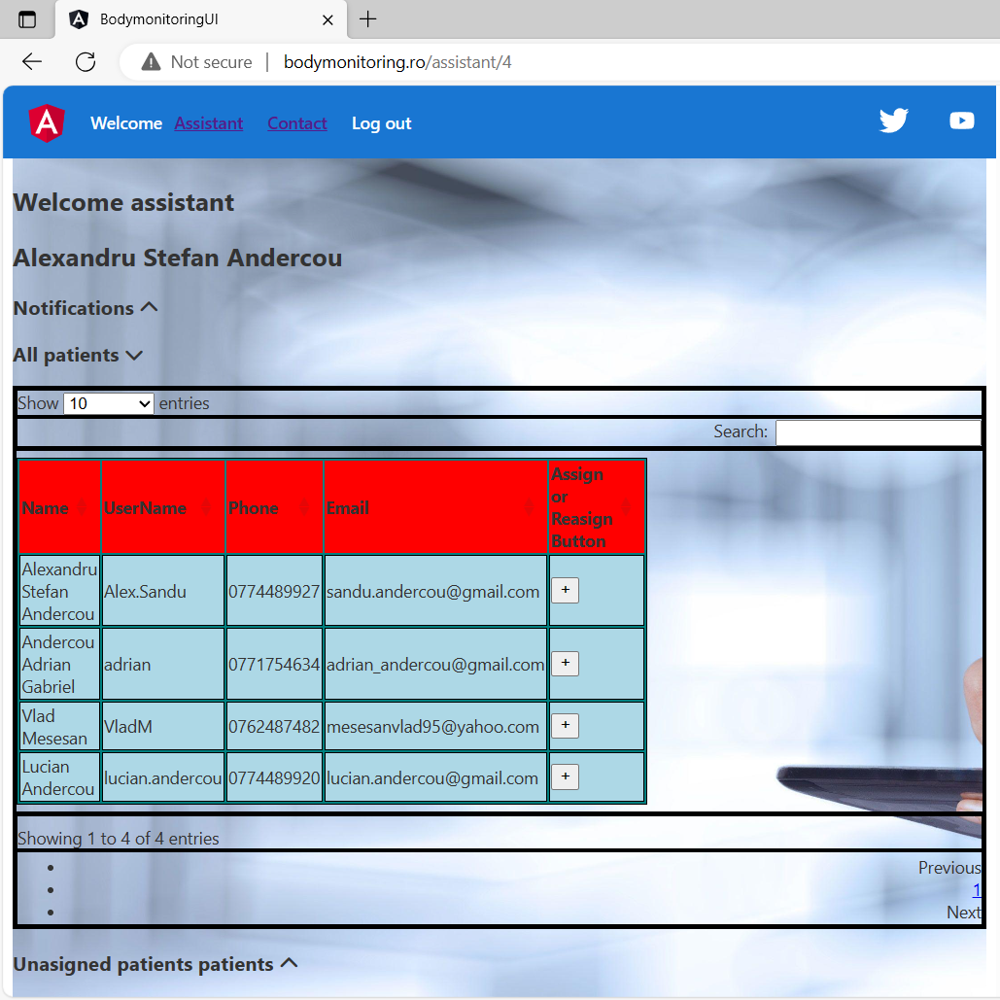 BodymonitoringUI
Not secure | bodymonitoring.ro/assistant/4
A Welcome Assistant Contact Log out
Welcome assistant
Alexandru Stefan Andercou
Notifications
All patients
Show 10 entries
Search:
Name UserName Phone Email Assign or Reasign Button
Alexandru Stefan Andercou Alex.Sandu 0774489927 sandu.andercou@gmail.com +
Andercou Adrian Gabriel adrian 0771754634 adrian_andercou@gmail.com +
Vlad Mesesan VladM 0762487482 mesesanvlad95@yahoo.com +
Lucian Andercou lucian.andercou 0774489920 lucian.andercou@gmail.com +
Showing 1 to 4 of 4 entries
Previous
1
Next
Unasigned patients patients